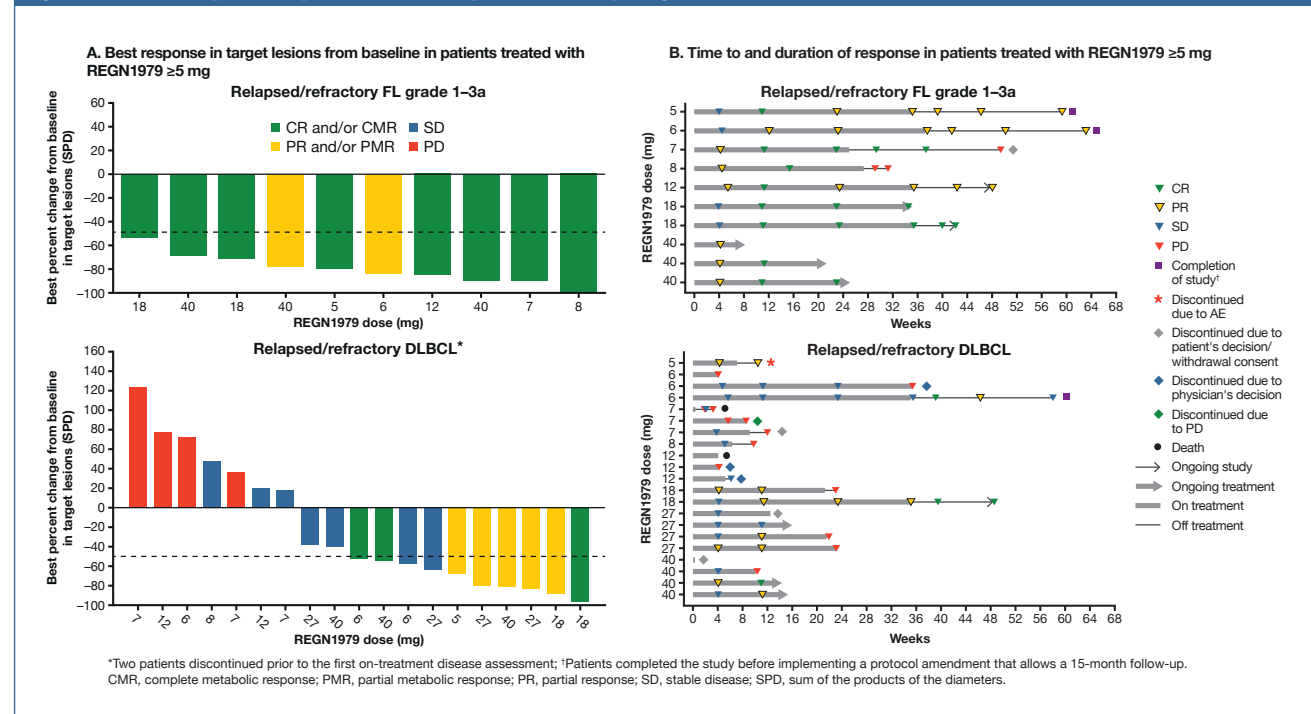 A. Best response in target lesions from baseline in patients treated with
REGN1979 ≥5 mg
Relapsed/refractory FL grade 1–3a
Best percent change from baseline
in target lesions (SPD)
60
40
20
0
−20
−40
−60
−80
−100
CR and/or CMR
SD
PR and/or PMR
PD
18 40 18 40 5 6 12 40 7 8
REGN1979 dose (mg)
Relapsed/refractory DLBCL*
Best percent change from baseline
in target lesions (SPD)
160
140
120
100
80
60
40
20
0
−20
−40
−60
−80
−100
7 12 6 8 7 12 7 27 40 6 40 6 27 5 27 40 27 18 18
REGN1979 dose (mg)
B. Time to and duration of response in patients treated with REGN1979 ≥5 mg
Relapsed/refractory FL grade 1–3a
REGN1979 dose (mg)
5
6
7
8
12
18
18
40
40
40
0 4 8 12 16 20 24 28 32 36 40 44 48 52 56 60 64 68
Weeks
Relapsed/refractory DLBCL
REGN1979 dose (mg)
5
6
6
6
7
7
7
8
12
12
12
18
18
27
27
27
27
40
40
40
40
0 4 8 12 16 20 24 28 32 36 40 44 48 52 56 60 64 68
Weeks
CR
PR
SD
PD
Completion
of study†
Discontinued
due to AE
Discontinued due to
patient's decision/
withdrawal consent
Discontinued due to
physician's decision
Discontinued due
to PD
Death
Ongoing study
Ongoing treatment
On treatment
Off treatment
*Two patients discontinued prior to the first on-treatment disease assessment; †Patients completed the study before implementing a protocol amendment that allows a 15-month follow-up.
CMR, complete metabolic response; PMR, partial metabolic response; PR, partial response; SD, stable disease; SPD, sum of the products of the diameters.